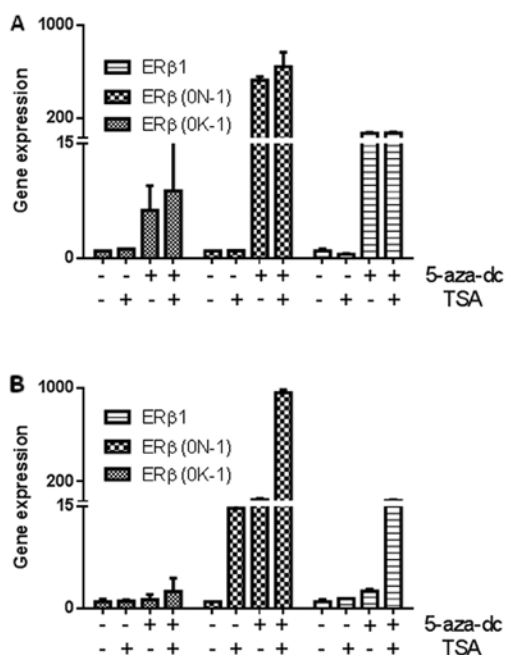 A
1000
200
15
0
Gene expression
ERβ1
ERβ (0N-1)
ERβ (0K-1)
- - + + - - + + - - + + 5-aza-dc
- + - + - + - + - + - + TSA
B
1000
200
15
0
Gene expression
ERβ1
ERβ (0N-1)
ERβ (0K-1)
- - + + - - + + - - + + 5-aza-dc
- + - + - + - + - + - + TSA